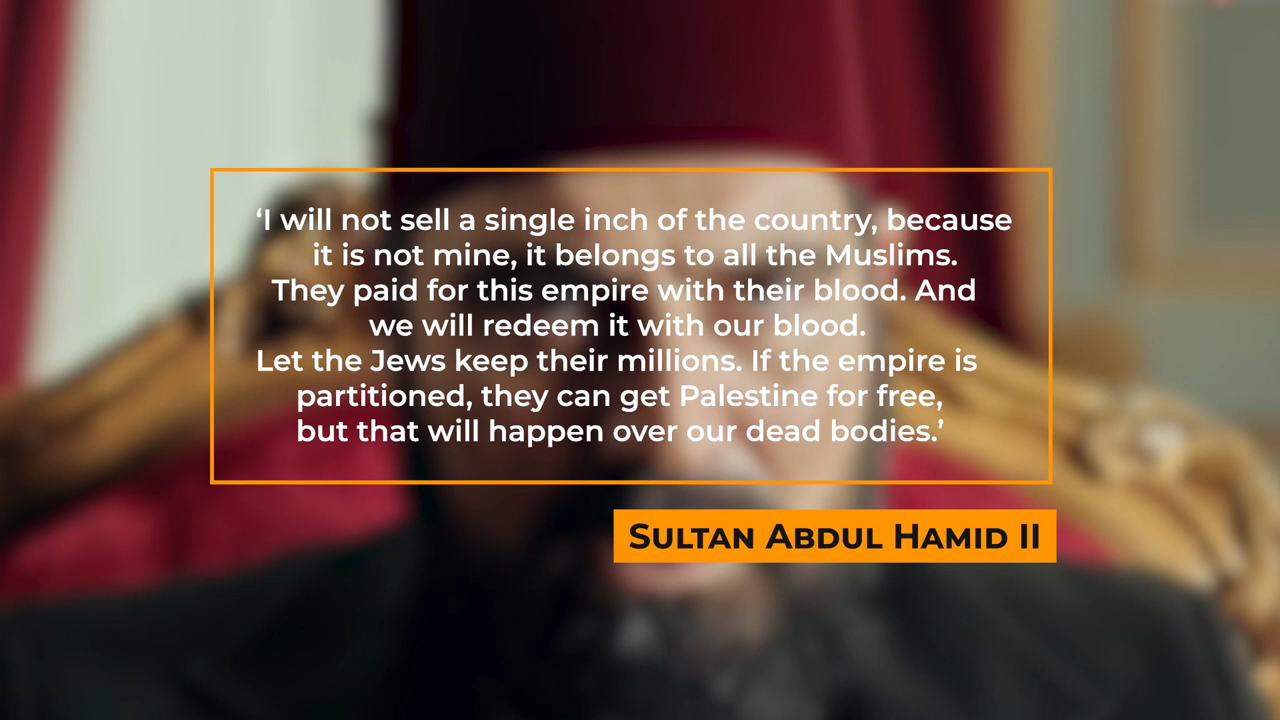 ‘I will not sell a single inch of the country, because
it is not mine, it belongs to all the Muslims.
They paid for this empire with their blood. And
we will redeem it with our blood.
Let the Jews keep their millions. If the empire is
partitioned, they can get Palestine for free,
but that will happen over our dead bodies.’
Sultan Abdul Hamid II